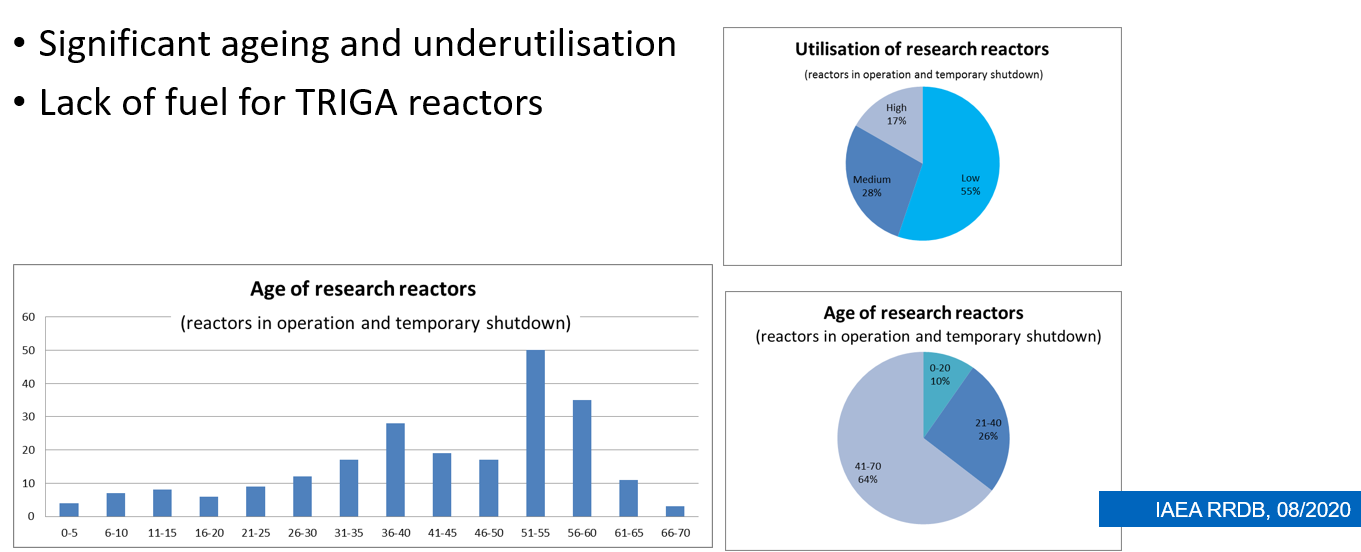 • Significant ageing and underutilisation
• Lack of fuel for TRIGA reactors
Utilisation of research reactors
(reactors in operation and temporary shutdown)
High
17%
Medium
28%
Low
55%
Age of research reactors
(reactors in operation and temporary shutdown)
60
50
40
30
20
10
0
0-5 6-10 11-15 16-20 21-25 26-30 31-35 36-40 41-45 46-50 51-55 56-60 61-65 66-70
Age of research reactors
(reactors in operation and temporary shutdown)
0-20
10%
21-40
26%
41-70
64%
IAEA RRDB, 08/2020